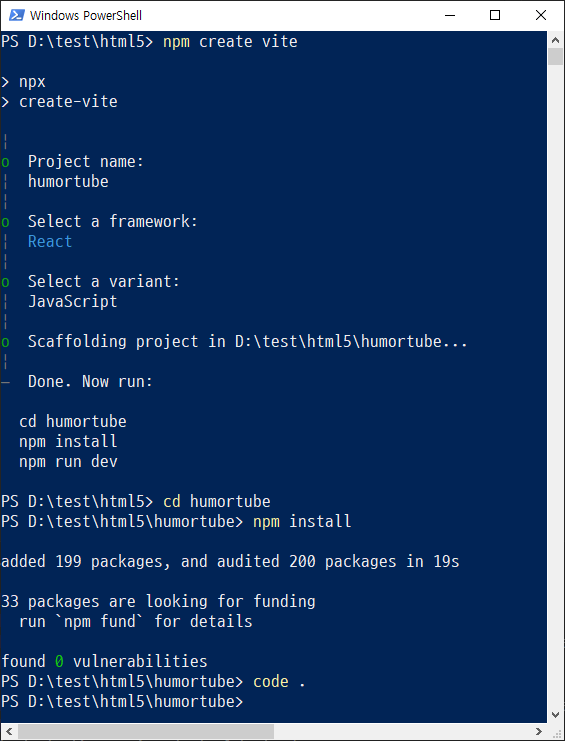 Windows PowerShell
PS D:\test\html5> npm create vite
> npx
> create-vite
o  Project name:
humortube
o  Select a framework:
React
o  Select a variant:
JavaScript
o  Scaffolding project in D:\test\html5\humortube...
—  Done. Now run:
cd humortube
npm install
npm run dev
PS D:\test\html5> cd humortube
PS D:\test\html5\humortube> npm install
added 199 packages, and audited 200 packages in 19s
33 packages are looking for funding
run `npm fund` for details
found 0 vulnerabilities
PS D:\test\html5\humortube> code .
PS D:\test\html5\humortube>